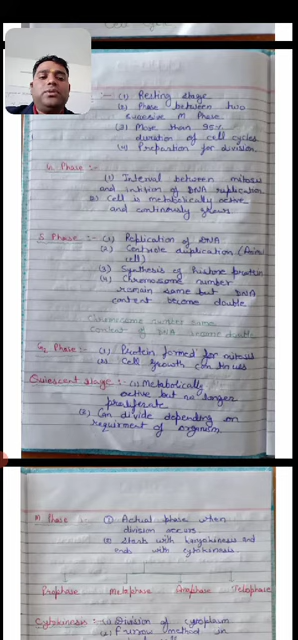 :- (1) Resting stage
(2) Phase between two
sucesive M Phase.
(3) More than 95%
duration of cell cycles
(4) Prepartion for division.
G1 Phase :-
(1) Interval between mitosis
and intition of DNA replication
(2) Cell is metabolically active
and continously grows
S Phase :- (1) Replication of DNA
(2) Centriole duplication (Animal
cell)
(3) Synthesis of histone protein
(4) Chromosome number
remain same but DNA
content become double
Chromosome number same
content of DNA become double
G2 Phase :- (1) Protein formed for mitosis
(2) Cell growth continues
Quiescent stage :- (1) Metabolically
active but no longer
proliferate
(2) Can divide depending on
requirment of organism
M Phase :- (1) Actual phase when
division occurs.
(2) Starts with karyokinesis and
ends with cytokinesis.
Prophase Metaphase Anaphase Telophase
Cytokinesis :- (1) Division of cytoplasm
(2) Furrow method in